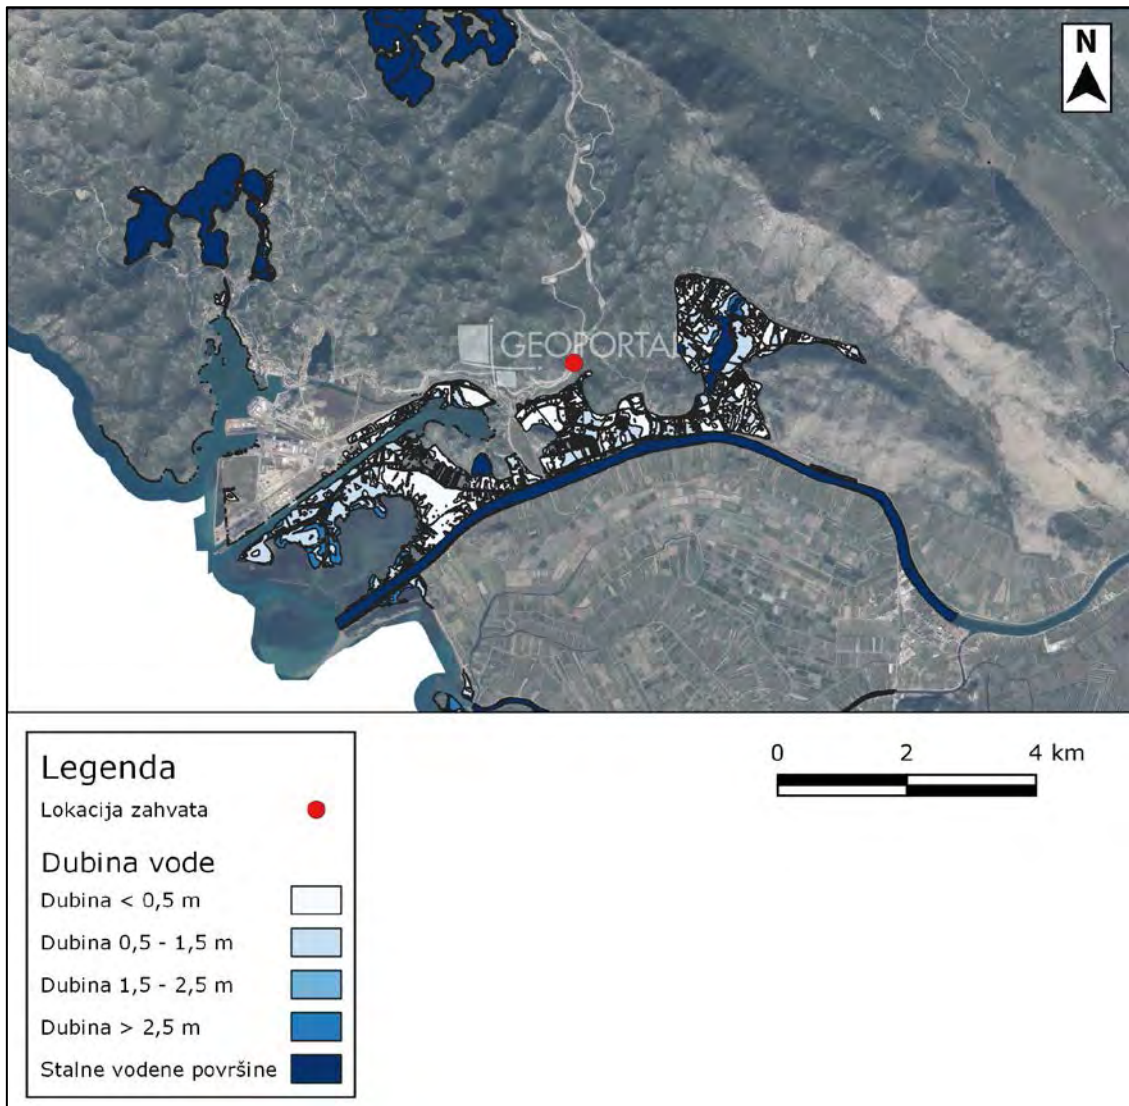 N
GEOPORTAL
0 2 4 km
Legenda
Lokacija zahvata
Dubina vode
Dubina < 0,5 m
Dubina 0,5 - 1,5 m
Dubina 1,5 - 2,5 m
Dubina > 2,5 m
Stalne vodene površine